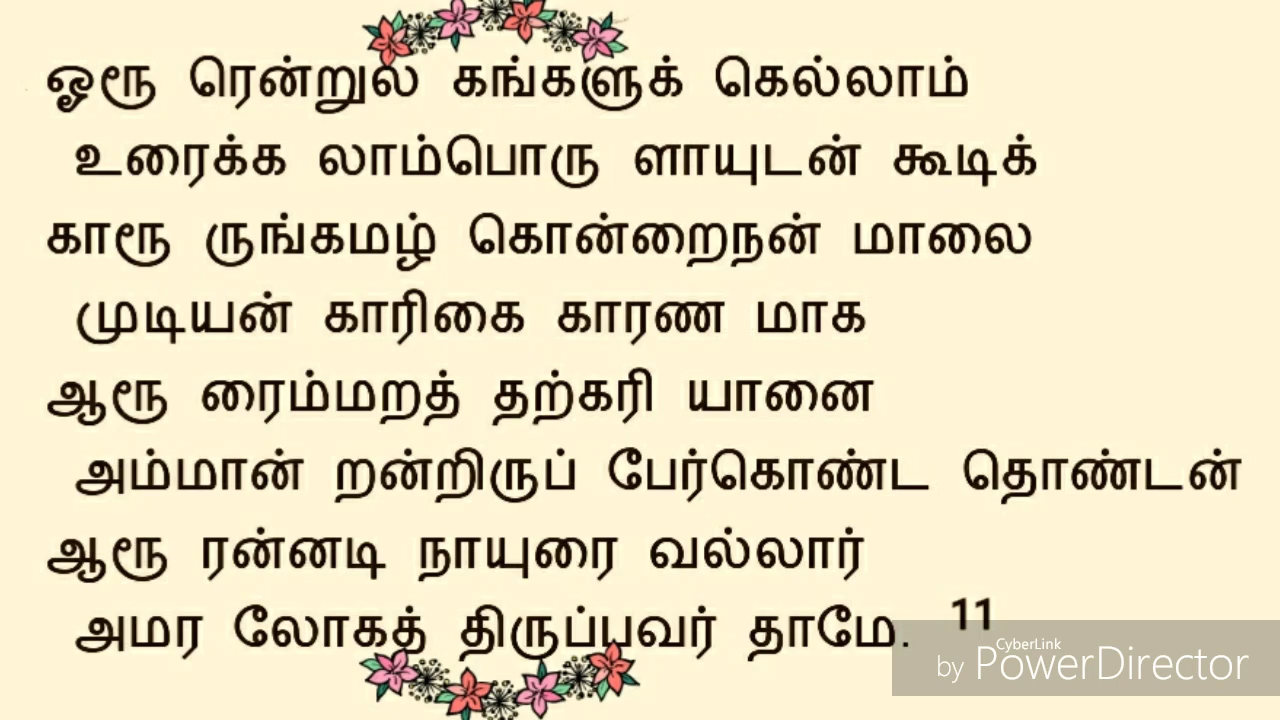 ஓரூ ரென்றுல கங்களுக் கெல்லாம்
உரைக்க லாம்பொரு ளாயுடன் கூடிக்
காரூ ருங்கமழ் கொன்றைநன் மாலை
முடியன் காரிகை காரண மாக
ஆரூ ரைம்மறத் தற்கரி யானை
அம்மான் றன்றிருப் பேர்கொண்ட தொண்டன்
ஆரூ ரன்னடி நாயுரை வல்லார்
அமர லோகத் திருப்பவர் தாமே. 11
CyberLink
by PowerDirector